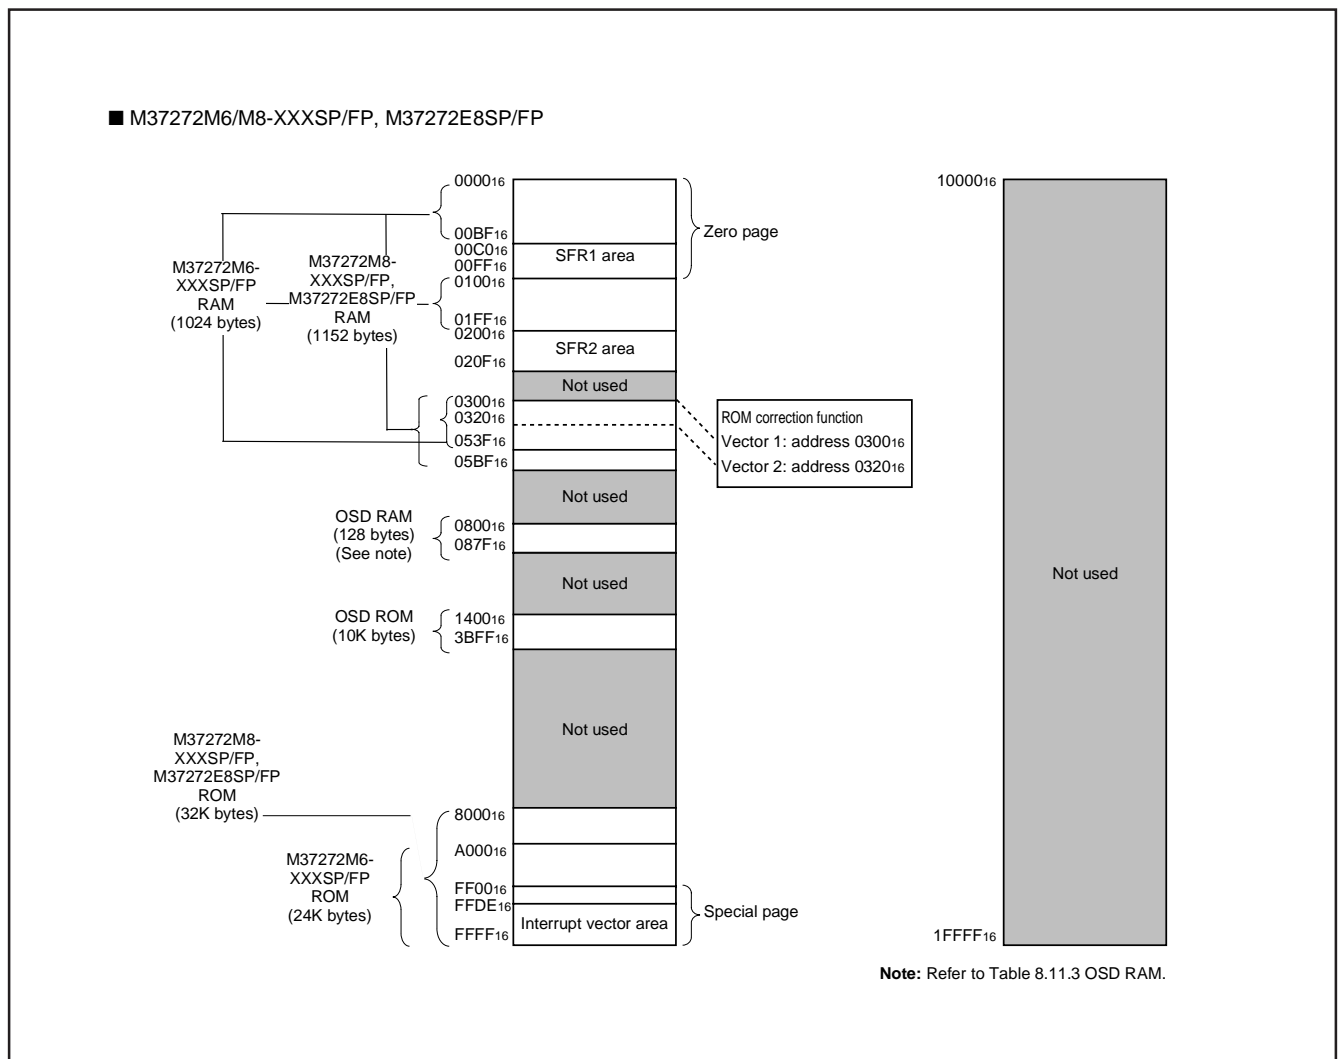 ■ M37272M6/M8-XXXSP/FP, M37272E8SP/FP
000016
00BF16
00C016
00FF16
010016
01FF16
020016
020F16
030016
032016
053F16
05BF16
080016
087F16
140016
3BFF16
800016
A00016
FF0016
FFDE16
FFFF16
SFR1 area
SFR2 area
Not used
Not used
Not used
Not used
Interrupt vector area
Zero page
Special page
M37272M6-
XXXSP/FP
RAM
(1024 bytes)
M37272M8-
XXXSP/FP,
M37272E8SP/FP
RAM
(1152 bytes)
ROM correction function
Vector 1: address 030016
Vector 2: address 032016
OSD RAM
(128 bytes)
(See note)
OSD ROM
(10K bytes)
M37272M8-
XXXSP/FP,
M37272E8SP/FP
ROM
(32K bytes)
M37272M6-
XXXSP/FP
ROM
(24K bytes)
1000016
Not used
1FFFF16
Note: Refer to Table 8.11.3 OSD RAM.